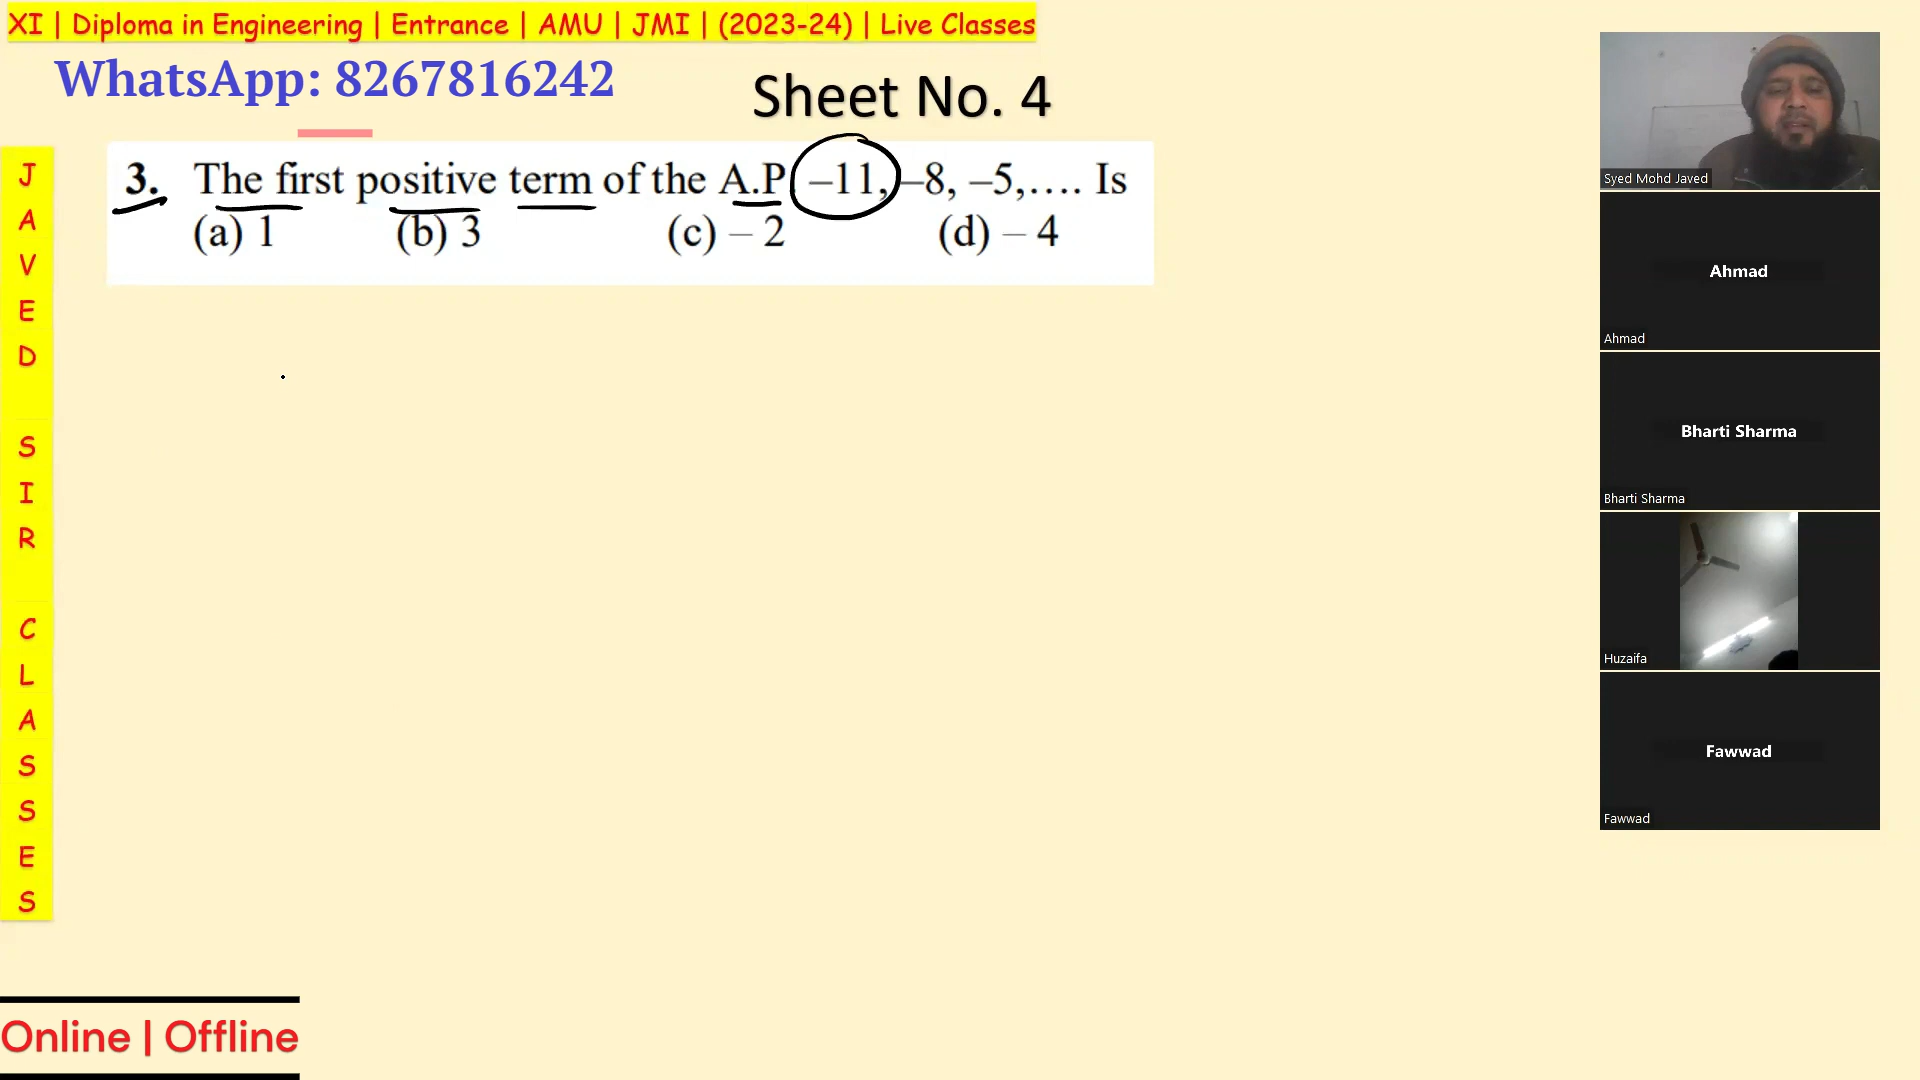 XI | Diploma in Engineering | Entrance | AMU | JMI | (2023-24) | Live Classes
WhatsApp: 8267816242
Sheet No. 4
3. The first positive term of the A.P. –11, –8, –5,…. Is
(a) 1 (b) 3 (c) – 2 (d) – 4
J
A
V
E
D
S
I
R
C
L
A
S
S
E
S
Online | Offline
Syed Mohd Javed
Ahmad
Ahmad
Bharti Sharma
Bharti Sharma
Huzaifa
Fawwad
Fawwad